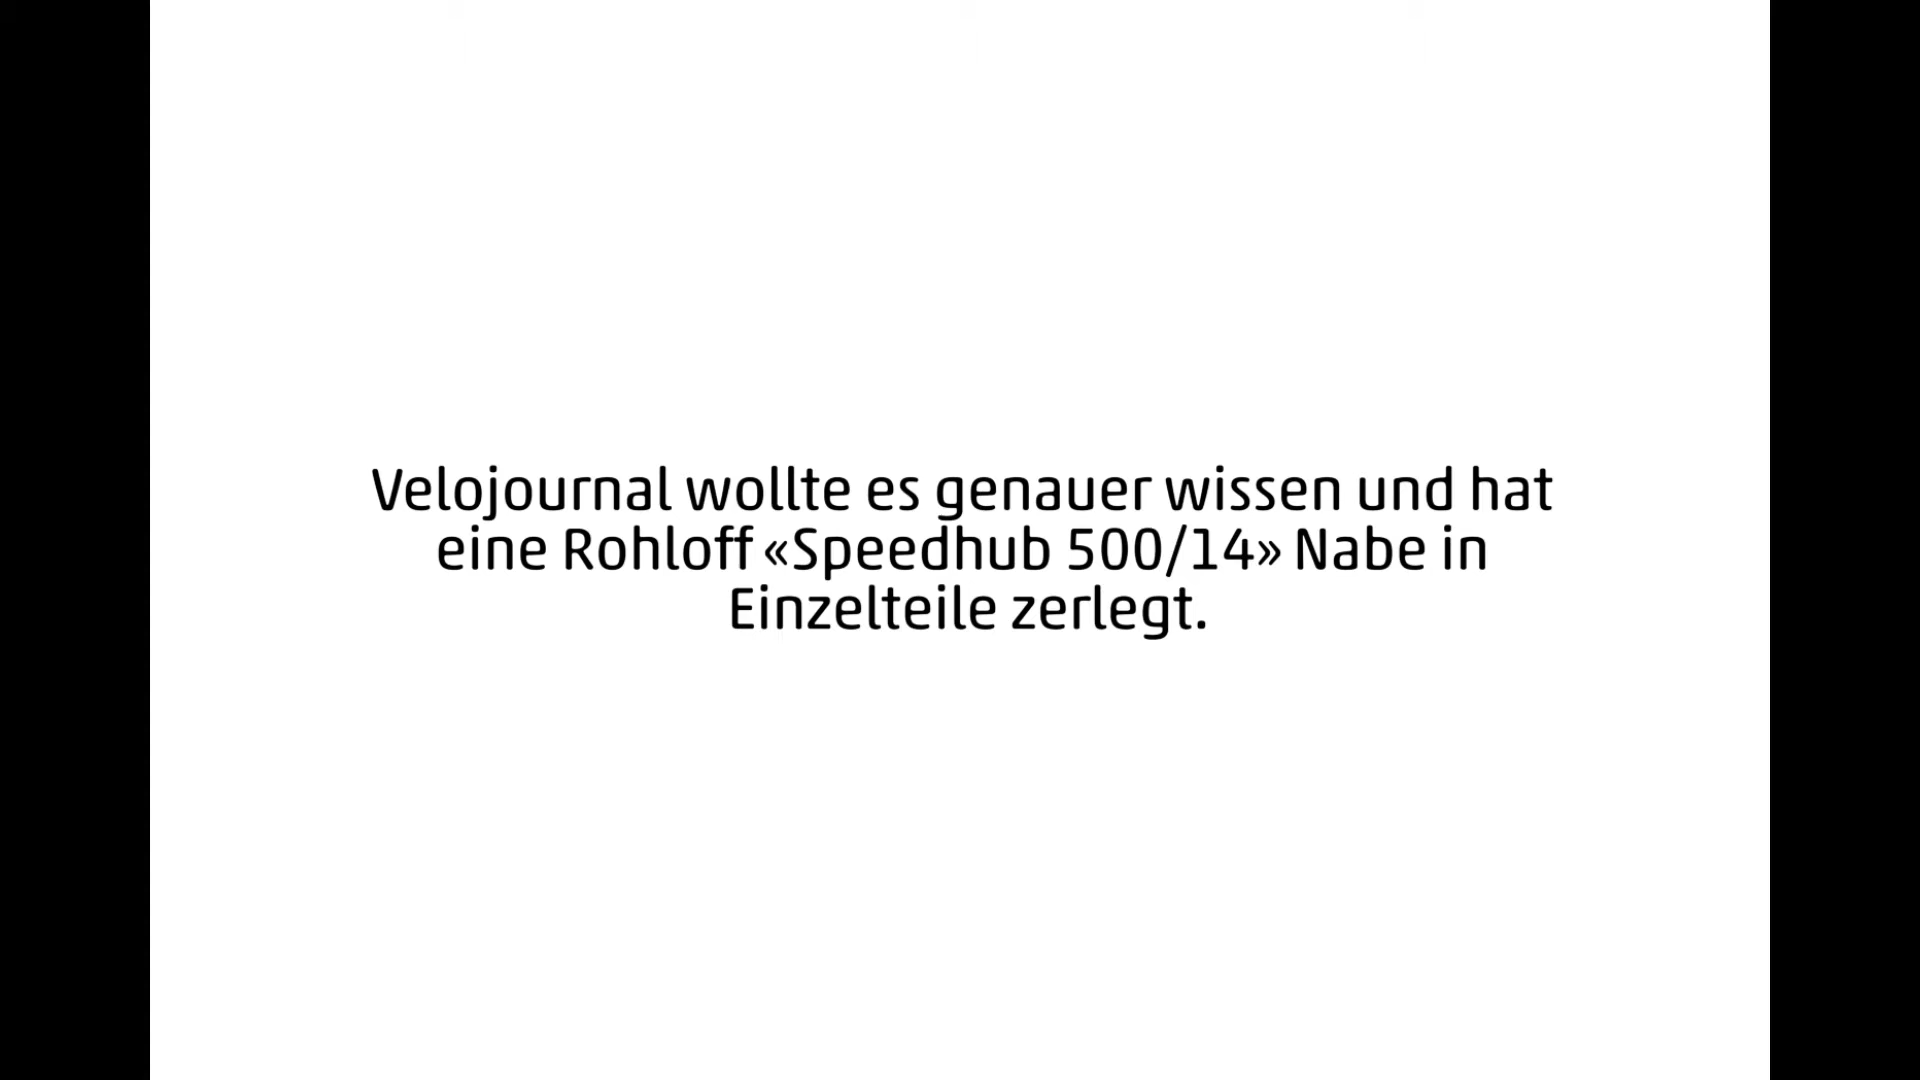 Velojournal wollte es genauer wissen und hat
eine Rohloff «Speedhub 500/14» Nabe in
Einzelteile zerlegt.